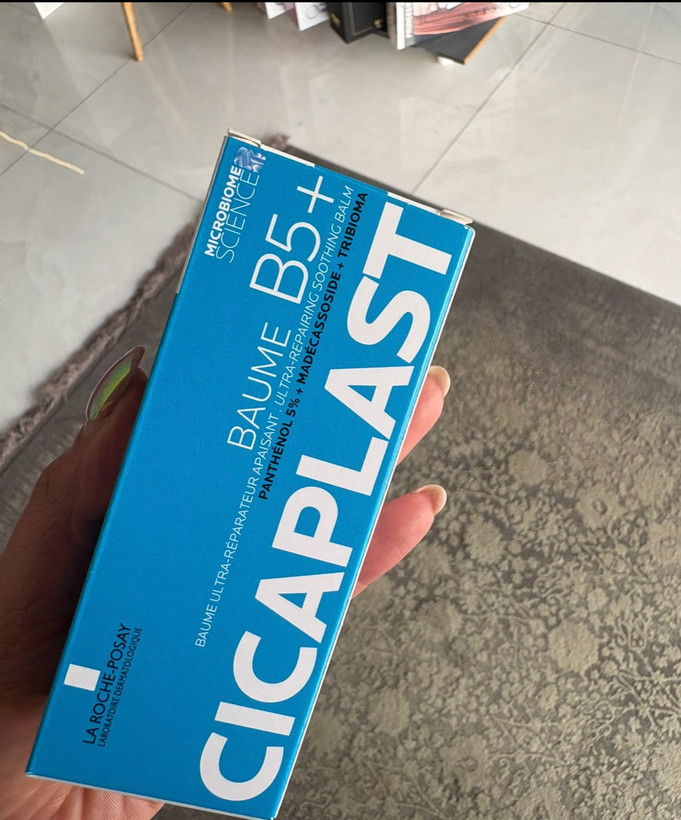 MICROBIOME
SCIENCE
BAUME B5+
BAUME ULTRA-RÉPARATEUR APAISANT . ULTRA-REPAIRING SOOTHING BALM
PANTHENOL 5% + MADECASSOSIDE + TRIBIOMA
CICAPLAST
LA ROCHE-POSAY
LABORATOIRE DERMATOLOGIQUE